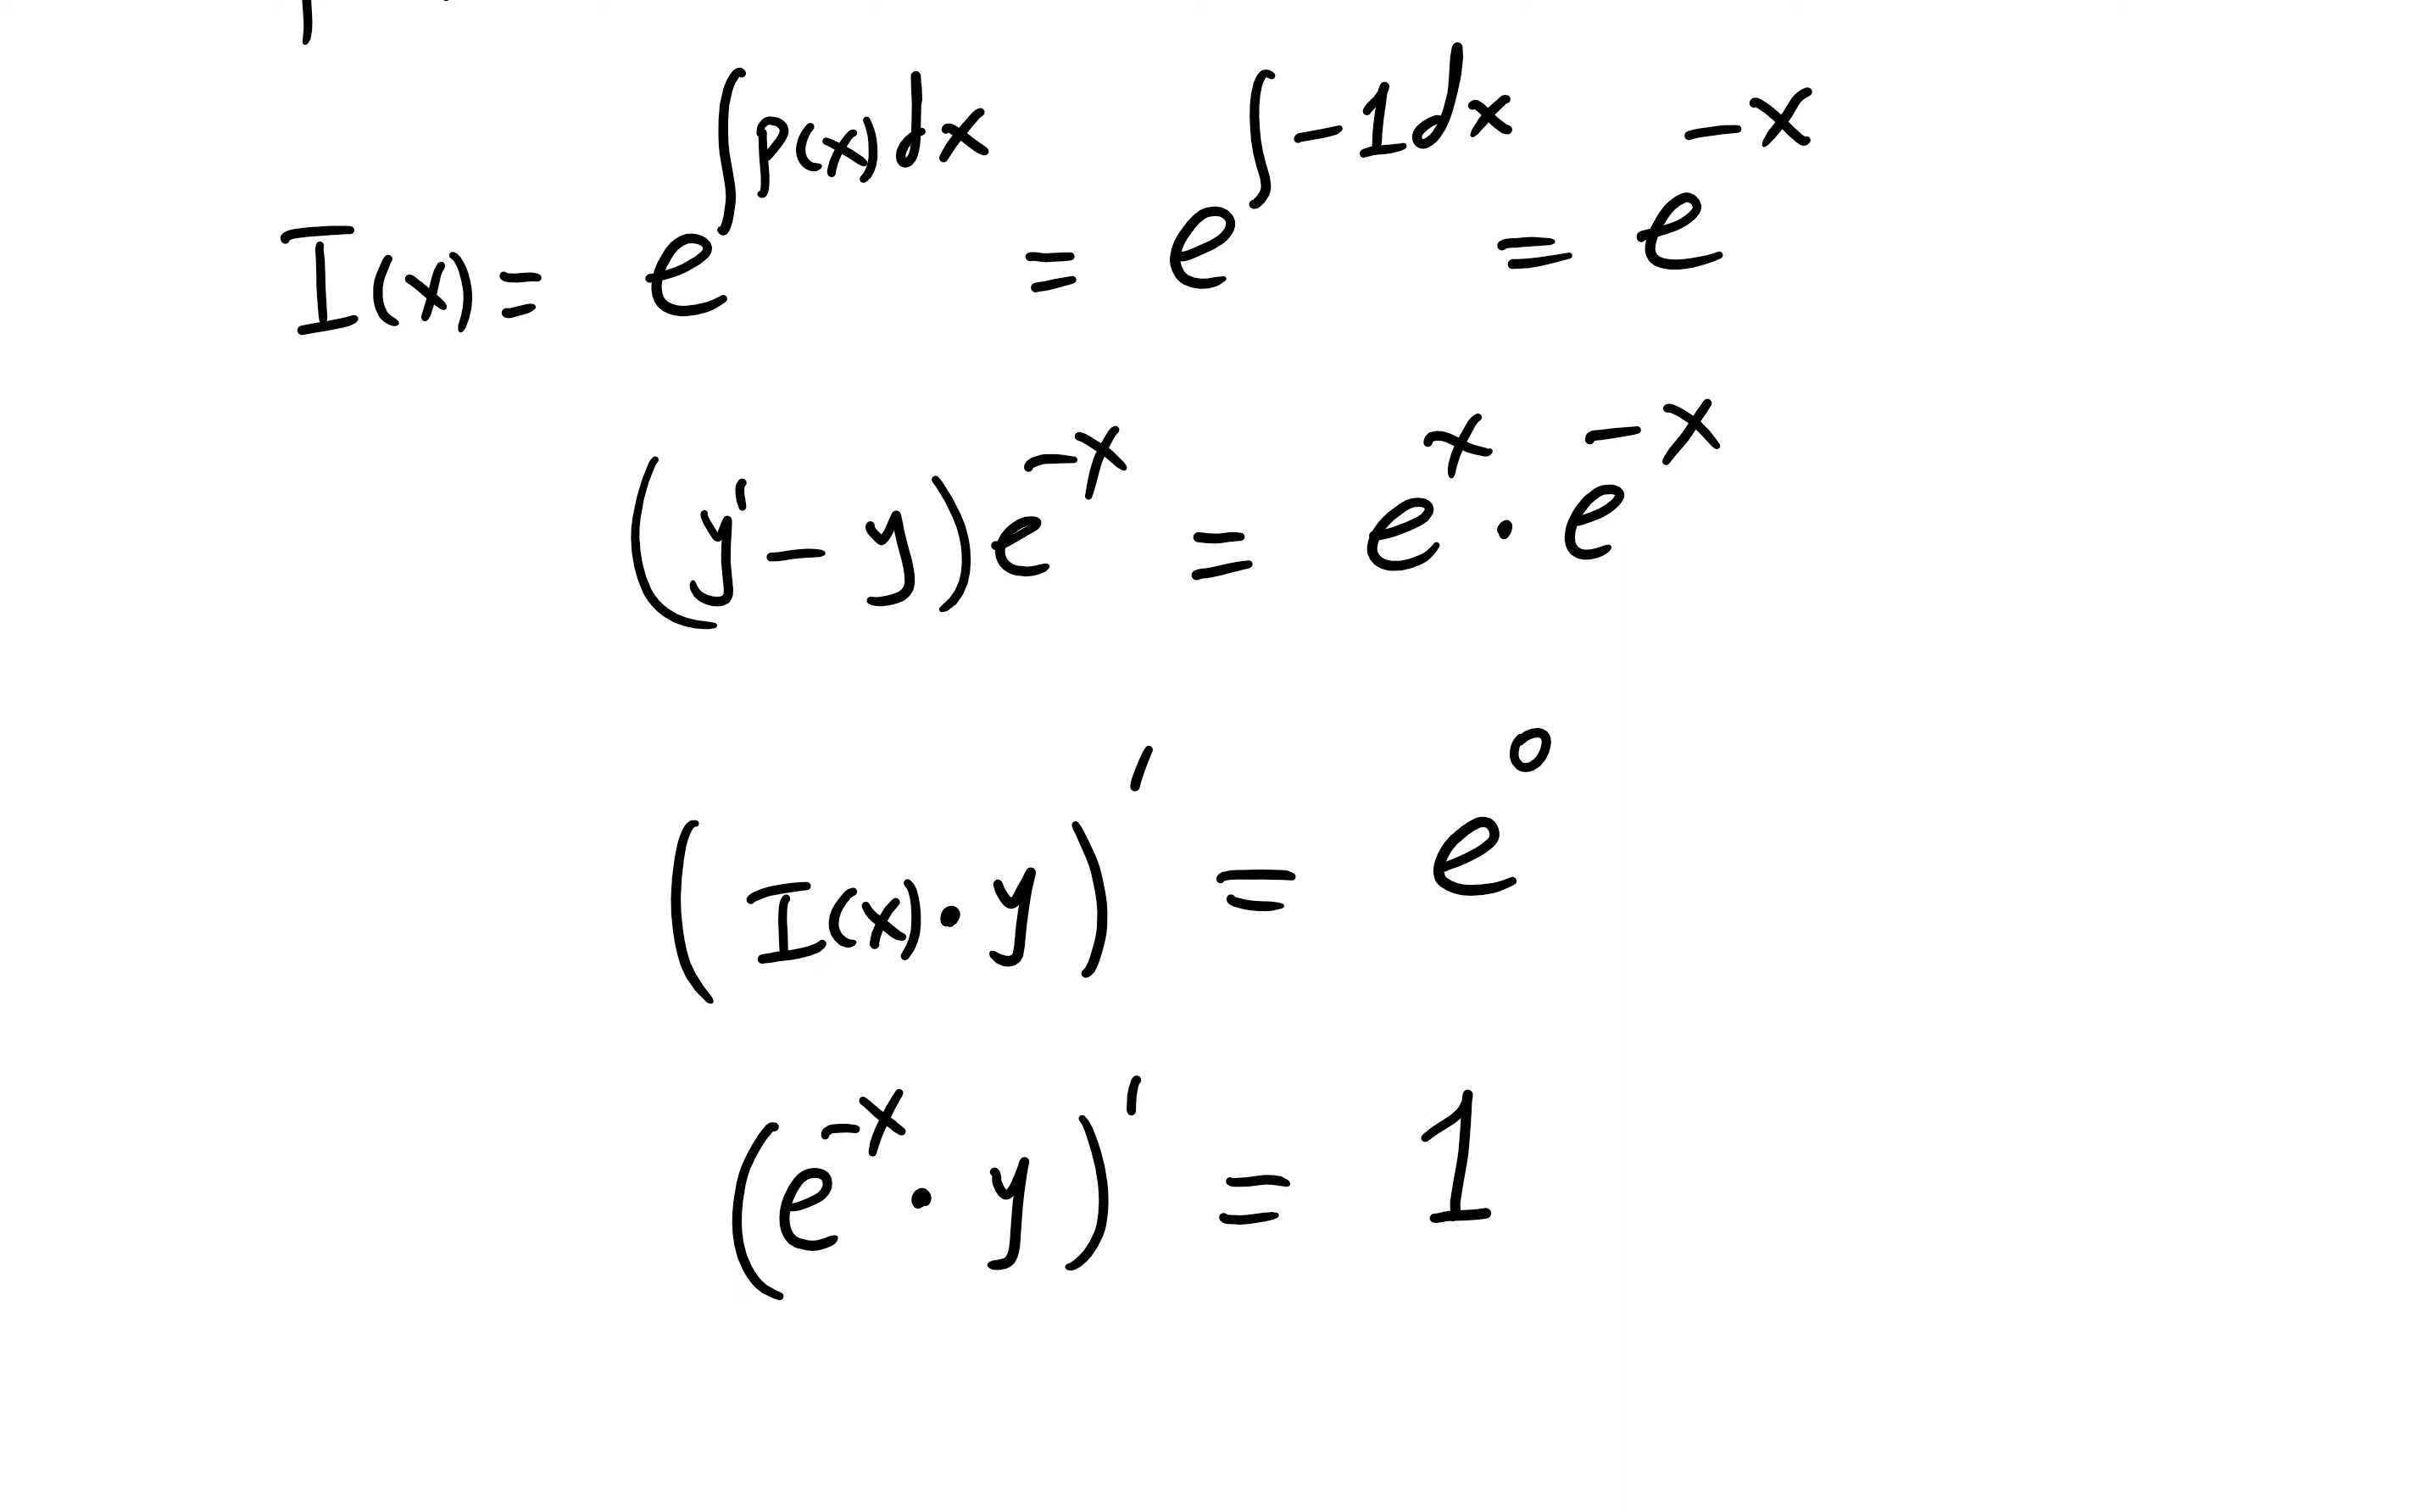 I(x) = e^{∫p(x)dx} = e^{∫-1dx} = e^{-x}
(y' - y)e^{-x} = e^x · e^{-x}
(I(x) · y)' = e^0
(e^{-x} · y)' = 1